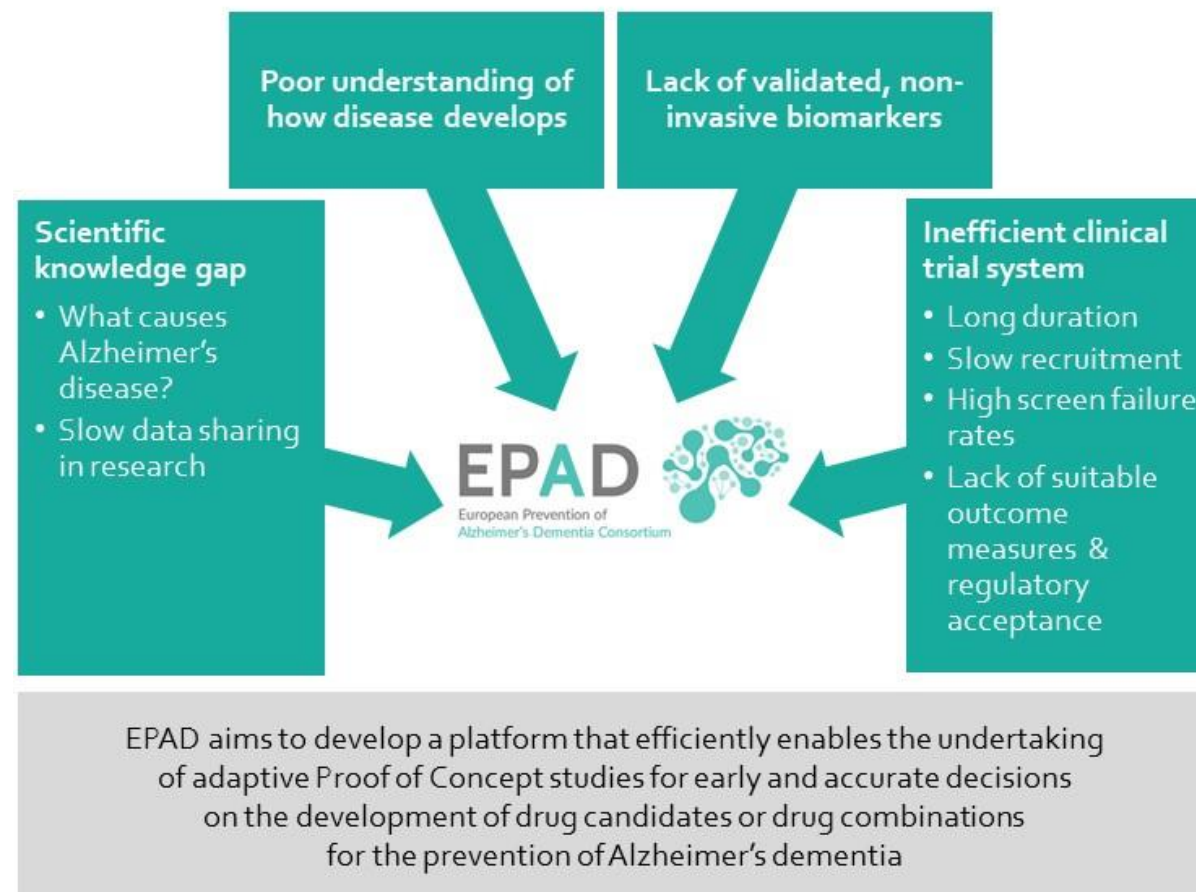 Poor understanding of
how disease develops
Lack of validated, non-
invasive biomarkers
Scientific
knowledge gap
• What causes
Alzheimer's
disease?
• Slow data sharing
in research
Inefficient clinical
trial system
• Long duration
• Slow recruitment
• High screen failure
rates
• Lack of suitable
outcome
measures &
regulatory
acceptance
EPAD
European Prevention of
Alzheimer's Dementia Consortium
EPAD aims to develop a platform that efficiently enables the undertaking
of adaptive Proof of Concept studies for early and accurate decisions
on the development of drug candidates or drug combinations
for the prevention of Alzheimer's dementia